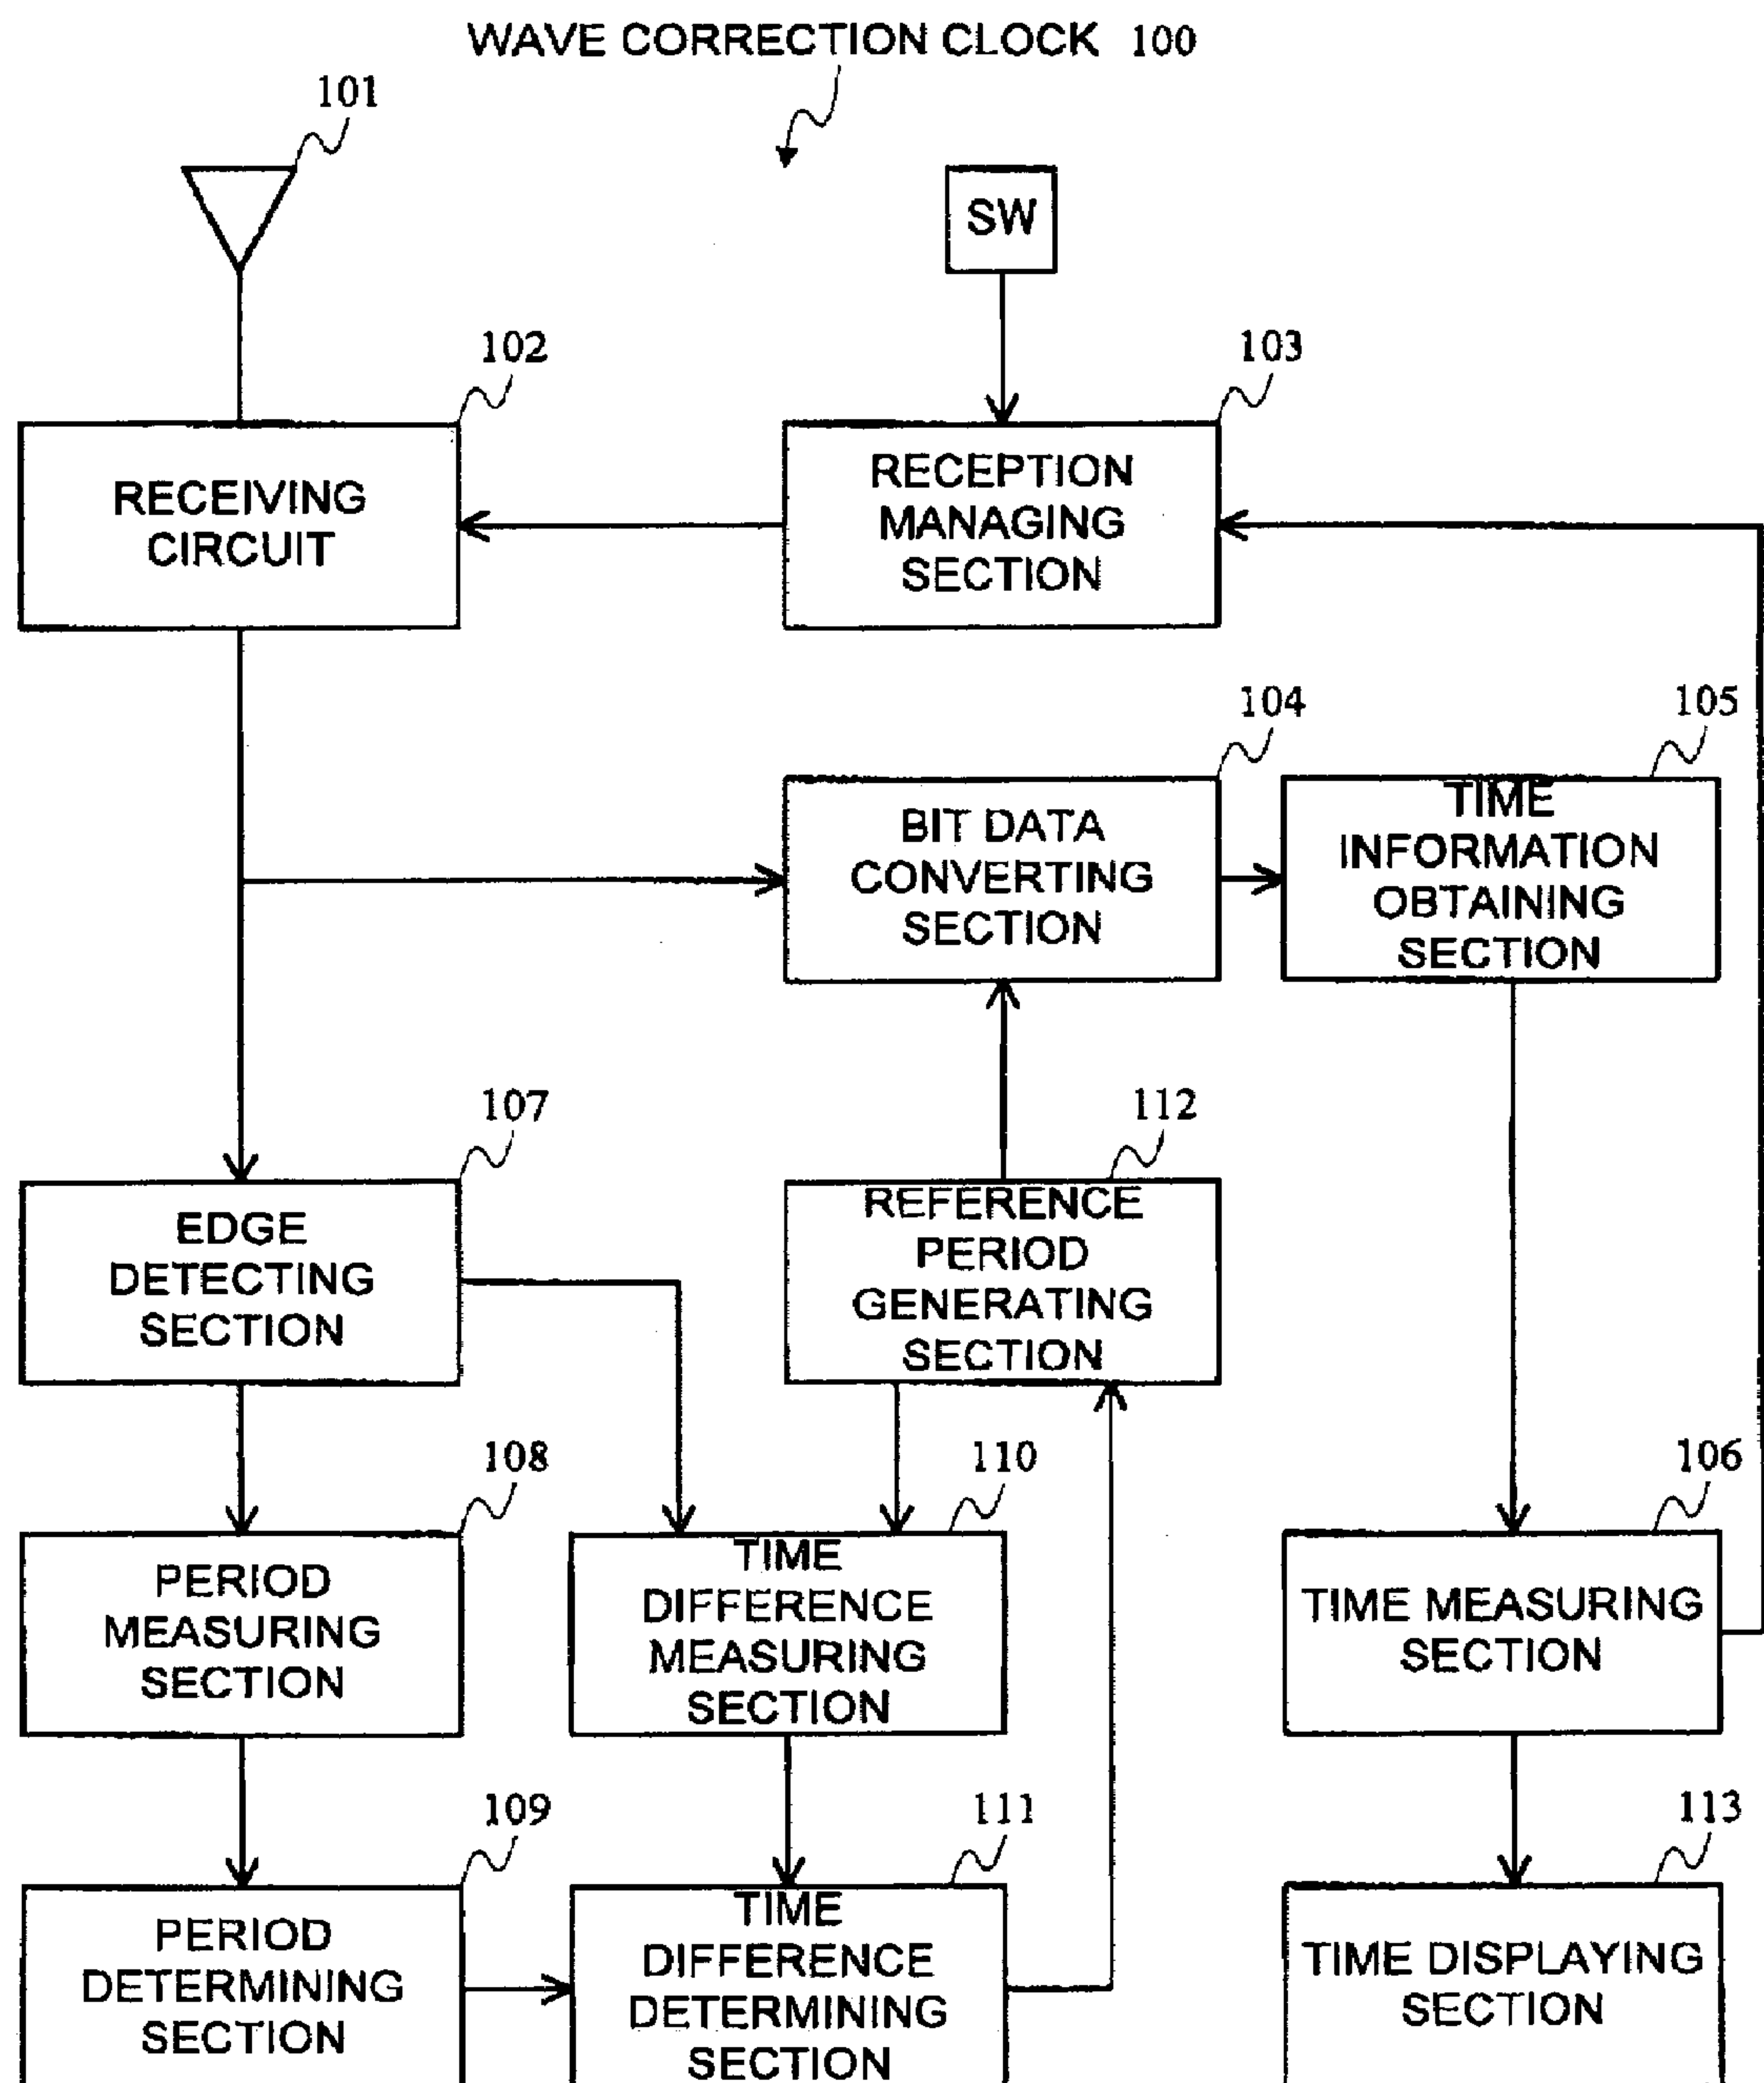 WAVE CORRECTION CLOCK 100
101
SW
102
103
RECEIVING
CIRCUIT
RECEPTION
MANAGING
SECTION
104
105
BIT DATA
CONVERTING
SECTION
TIME
INFORMATION
OBTAINING
SECTION
107
112
EDGE
DETECTING
SECTION
REFERENCE
PERIOD
GENERATING
SECTION
108
110
106
PERIOD
MEASURING
SECTION
TIME
DIFFERENCE
MEASURING
SECTION
TIME MEASURING
SECTION
109
111
113
PERIOD
DETERMINING
SECTION
TIME
DIFFERENCE
DETERMINING
SECTION
TIME DISPLAYING
SECTION